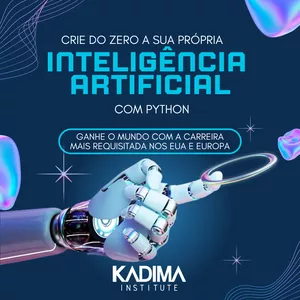 CRIE DO ZERO A SUA PRÓPRIA
INTELIGÊNCIA
ARTIFICIAL
COM PYTHON
GANHE O MUNDO COM A CARREIRA
MAIS REQUISITADA NOS EUA E EUROPA
KADIMA
INSTITUTE